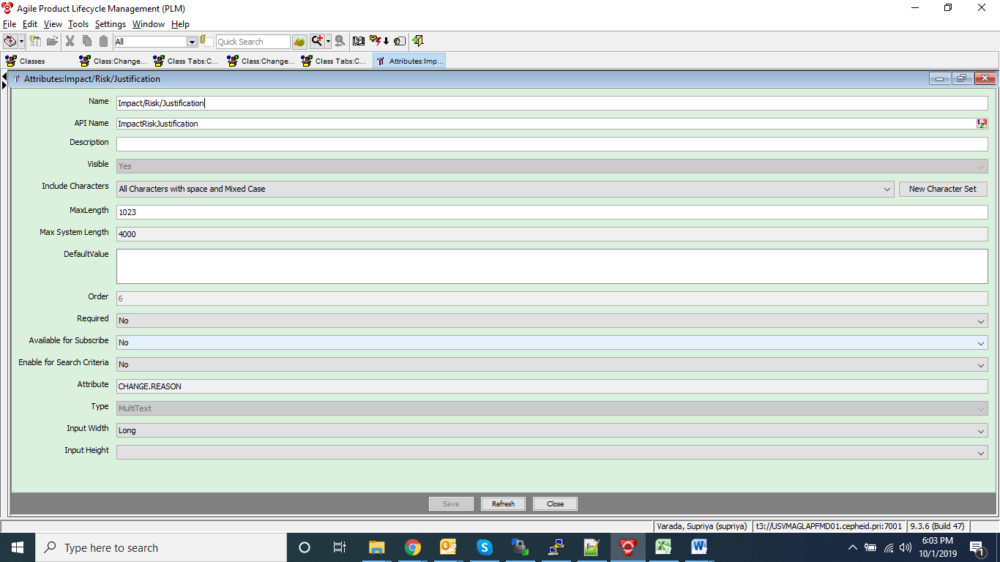 Agile Product Lifecycle Management (PLM)
File Edit View Tools Settings Window Help
All Quick Search
Classes Class:Change... Class Tabs:C... Class:Change... Class Tabs:C... Attributes:Imp...
Attributes:Impact/Risk/Justification
Name Impact/Risk/Justification
API Name ImpactRiskJustification
Description
Visible Yes
Include Characters All Characters with space and Mixed Case New Character Set
MaxLength 1023
Max System Length 4000
DefaultValue
Order 6
Required No
Available for Subscribe No
Enable for Search Criteria No
Attribute CHANGE.REASON
Type MultiText
Input Width Long
Input Height
Save Refresh Close
Varada, Supriya (supriya) t3://USVMAGLAPFMD01.cepheid.pri:7001 9.3.6 (Build 47)
Type here to search
6:03 PM
10/1/2019
1